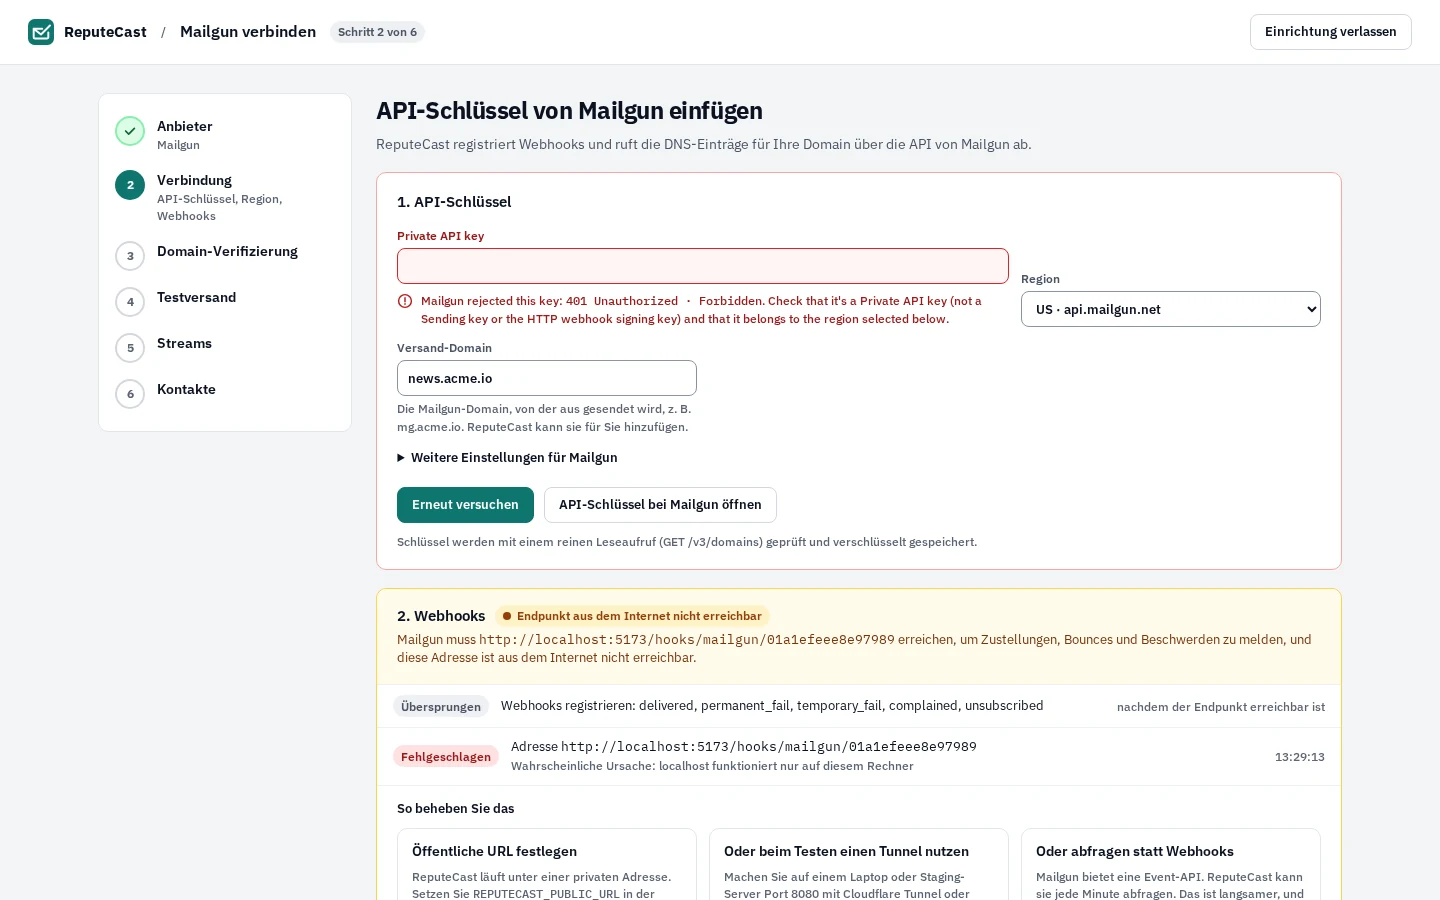 ReputeCast / Mailgun verbinden Schritt 2 von 6
Einrichtung verlassen
Anbieter
Mailgun
2 Verbindung
API-Schlüssel, Region,
Webhooks
3 Domain-Verifizierung
4 Testversand
5 Streams
6 Kontakte
API-Schlüssel von Mailgun einfügen
ReputeCast registriert Webhooks und ruft die DNS-Einträge für Ihre Domain über die API von Mailgun ab.
1. API-Schlüssel
Private API key
Mailgun rejected this key: 401 Unauthorized · Forbidden. Check that it's a Private API key (not a
Sending key or the HTTP webhook signing key) and that it belongs to the region selected below.
Region
US · api.mailgun.net
Versand-Domain
news.acme.io
Die Mailgun-Domain, von der aus gesendet wird, z. B.
mg.acme.io. ReputeCast kann sie für Sie hinzufügen.
Weitere Einstellungen für Mailgun
Erneut versuchen
API-Schlüssel bei Mailgun öffnen
Schlüssel werden mit einem reinen Leseaufruf (GET /v3/domains) geprüft und verschlüsselt gespeichert.
2. Webhooks Endpunkt aus dem Internet nicht erreichbar
Mailgun muss http://localhost:5173/hooks/mailgun/01a1efeee8e97989 erreichen, um Zustellungen, Bounces und Beschwerden zu melden, und
diese Adresse ist aus dem Internet nicht erreichbar.
Übersprungen Webhooks registrieren: delivered, permanent_fail, temporary_fail, complained, unsubscribed nachdem der Endpunkt erreichbar ist
Fehlgeschlagen Adresse http://localhost:5173/hooks/mailgun/01a1efeee8e97989
Wahrscheinliche Ursache: localhost funktioniert nur auf diesem Rechner
13:29:13
So beheben Sie das
Öffentliche URL festlegen
ReputeCast läuft unter einer privaten Adresse.
Setzen Sie REPUTECAST_PUBLIC_URL in der
Oder beim Testen einen Tunnel nutzen
Machen Sie auf einem Laptop oder Staging-
Server Port 8080 mit Cloudflare Tunnel oder
Oder abfragen statt Webhooks
Mailgun bietet eine Event-API. ReputeCast kann
sie jede Minute abfragen. Das ist langsamer, und